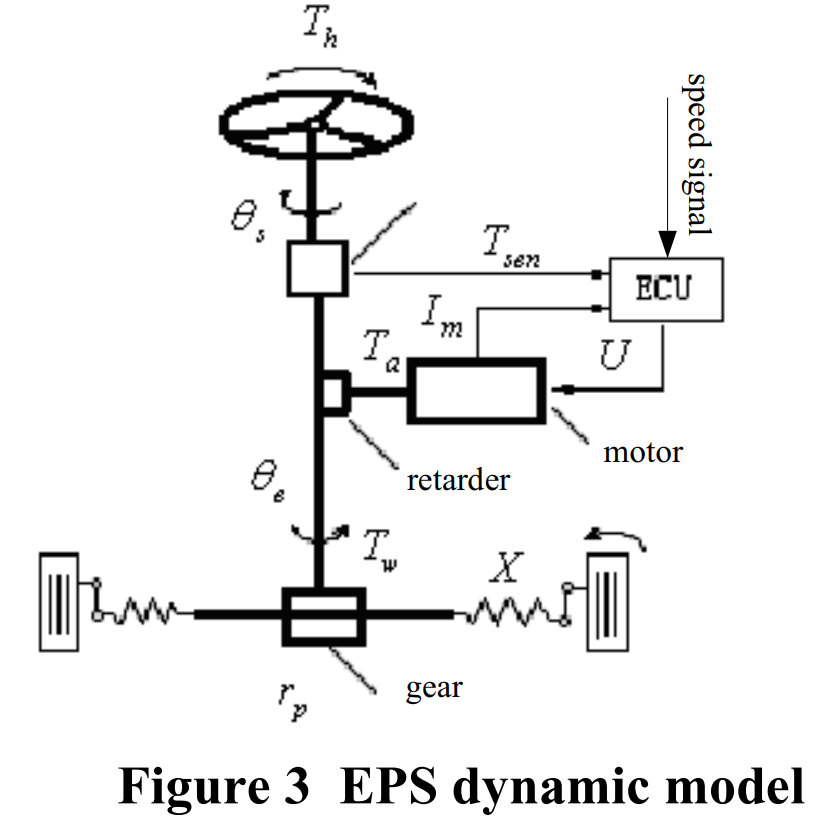 T_h
speed signal
θ_s
T_sen
ECU
I_m
T_a
U
motor
retarder
θ_e
T_w
X
gear
r_p
Figure 3 EPS dynamic model